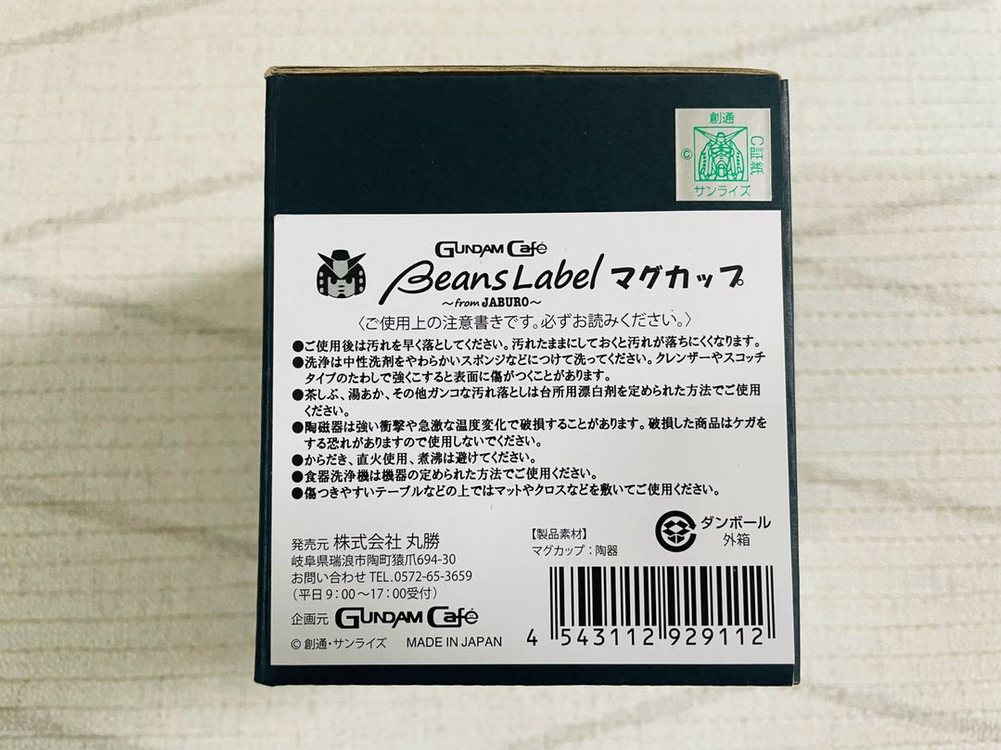 創通
C証紙
©
サンライズ
GUNDAM Café
Beans Label マグカップ
～from JABURO～
〈ご使用上の注意書きです。必ずお読みください。〉
●ご使用後は汚れを早く落としてください。汚れたままにしておくと汚れが落ちにくくなります。
●洗浄は中性洗剤をやわらかいスポンジなどにつけて洗ってください。クレンザーやスコッチ
タイプのたわしで強くこすると表面に傷がつくことがあります。
●茶しぶ、湯あか、その他ガンコな汚れ落としは台所用漂白剤を定められた方法でご使用
ください。
●陶磁器は強い衝撃や急激な温度変化で破損することがあります。破損した商品はケガを
する恐れがありますので使用しないでください。
●からだき、直火使用、煮沸は避けてください。
●食器洗浄機は機器の定められた方法でご使用ください。
●傷つきやすいテーブルなどの上ではマットやクロスなどを敷いてご使用ください。
発売元 株式会社 丸勝
岐阜県瑞浪市陶町猿爪694-30
お問い合わせ TEL.0572-65-3659
（平日9：00～17：00受付）
企画元 GUNDAM Café
© 創通・サンライズ MADE IN JAPAN
【製品素材】
マグカップ：陶器
ダンボール
外箱
4 543112 929112